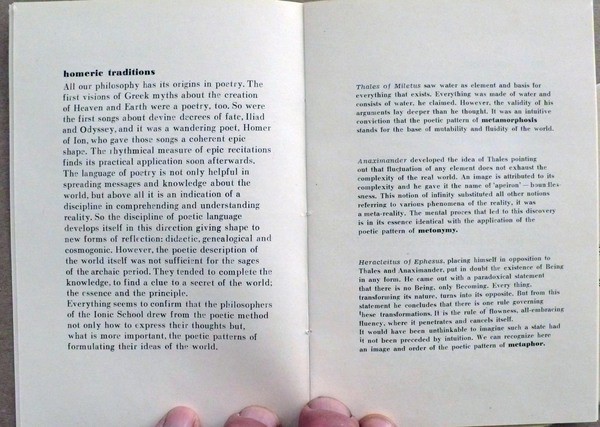 homeric traditions
All our philosophy has its origins in poetry. The
first visions of Greek myths about the creation
of Heaven and Earth were a poetry, too. So were
the first songs about devine decrees of fate, Iliad
and Odyssey, and it was a wandering poet, Homer
of Ion, who gave those songs a coherent epic
shape. The rhythmical measure of epic recitations
finds its practical application soon afterwards.
The language of poetry is not only helpful in
spreading messages and knowledge about the
world, but above all it is an indication of a
discipline in comprehending and understanding
reality. So the discipline of poetic language
develops itself in this direction giving shape to
new forms of reflection: didectic, genealogical and
cosmogonic. However, the poetic description of
the world itself was not sufficient for the sages
of the archaic period. They tended to complete the
knowledge, to find a clue to a secret of the world;
the essence and the principle.
Everything seems to confirm that the philosophers
of the Ionic School drew from the poetic method
not only how to express their thoughts but,
what is more important, the poetic patterns of
formulating their ideas of the world.
Thales of Miletus saw water as element and basis for
everything that exists. Everything was made of water and
consists of water, he claimed. However, the validity of his
arguments lay deeper than he thought. It was an intuitive
conviction that the poetic pattern of metamorphosis
stands for the base of mutability and fluidity of the world.
Anaximander developed the idea of Thales pointing
out that fluctuation of any element does not exhaust the
complexity of the real world. An image is attributed to its
complexity and he gave it the name of 'apeiron' —
sness. This notion of infinity substituted all other notions
referring to various phenomena of the reality, it was
a meta-reality. The mental proces that led to this discovery
is in its essence identical with the application of the
poetic pattern of metonymy.
Heracleitus of Ephesus, placing himself in opposition to
Thales and Anaximander, put in doubt the existence of Being
in any form. He came out with a paradoxical statement
that there is no Being, only Becoming. Every thing,
transforming its nature, turns into its opposite. But from this
statement he concludes that there is one rule governing
these transformations. It is the rule of flowness, all-embracing
fluency, where it penetrates and cancels itself.
It would have been unthinkable to imagine such a state had
it not been preceded by intuition. We can recognize here
an image and order of the poetic pattern of metaphor.